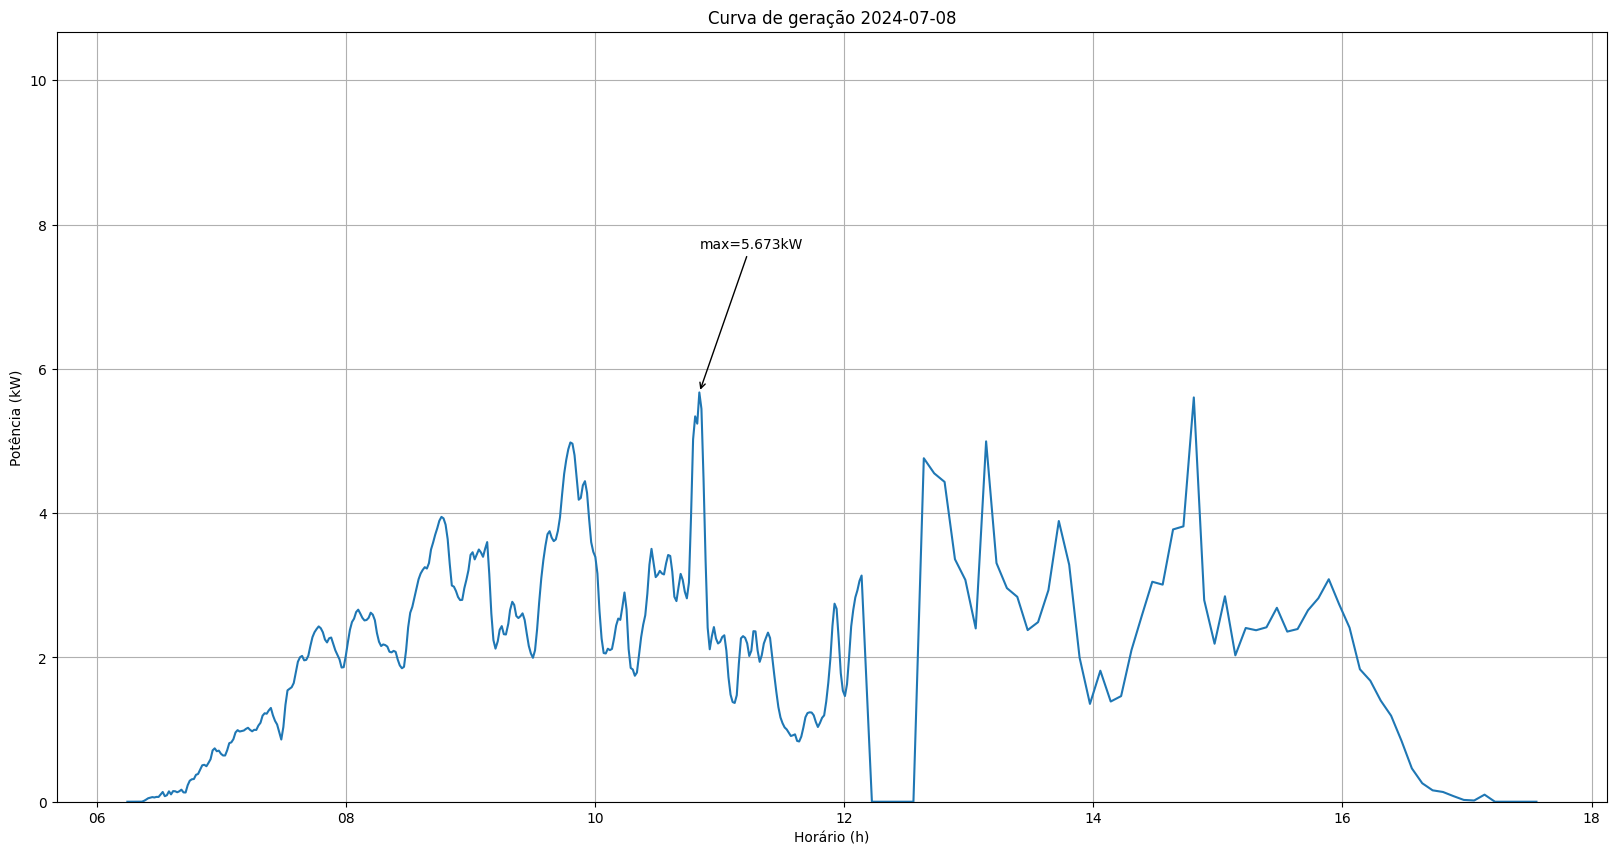 Curva de geração 2024-07-08
10
8
6
4
2
0
Potência (kW)
max=5.673kW
06 08 10 12 14 16 18
Horário (h)